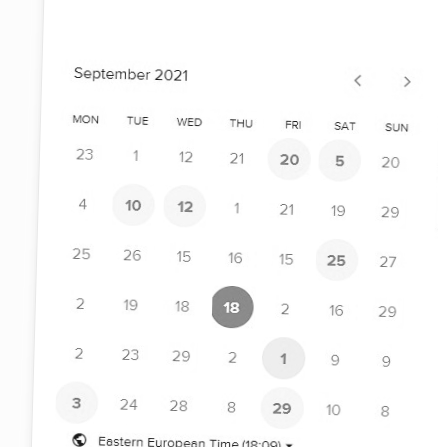 September 2021
MON TUE WED THU FRI SAT SUN
23 1 12 21 20 5 20
4 10 12 1 21 19 29
25 26 15 16 15 25 27
2 19 18 18 2 16 29
2 23 29 2 1 9 9
3 24 28 8 29 10 8
Eastern European Time (18:09)